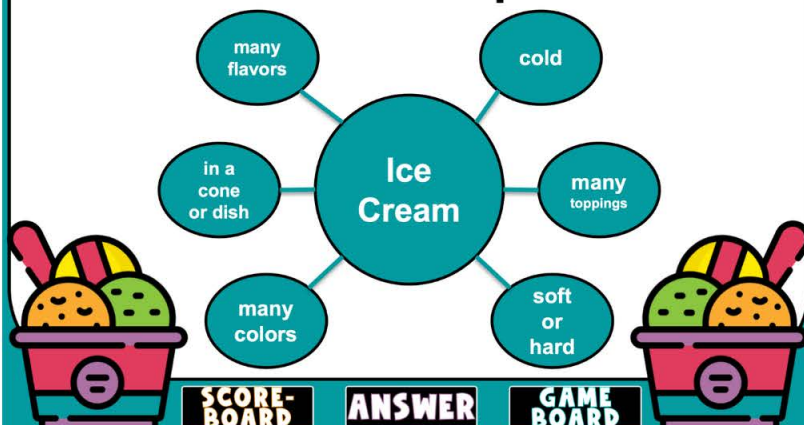 many
flavors
cold
in a
cone
or dish
Ice
Cream
many
toppings
many
colors
soft
or
hard
SCORE-
BOARD
ANSWER
GAME
BOARD